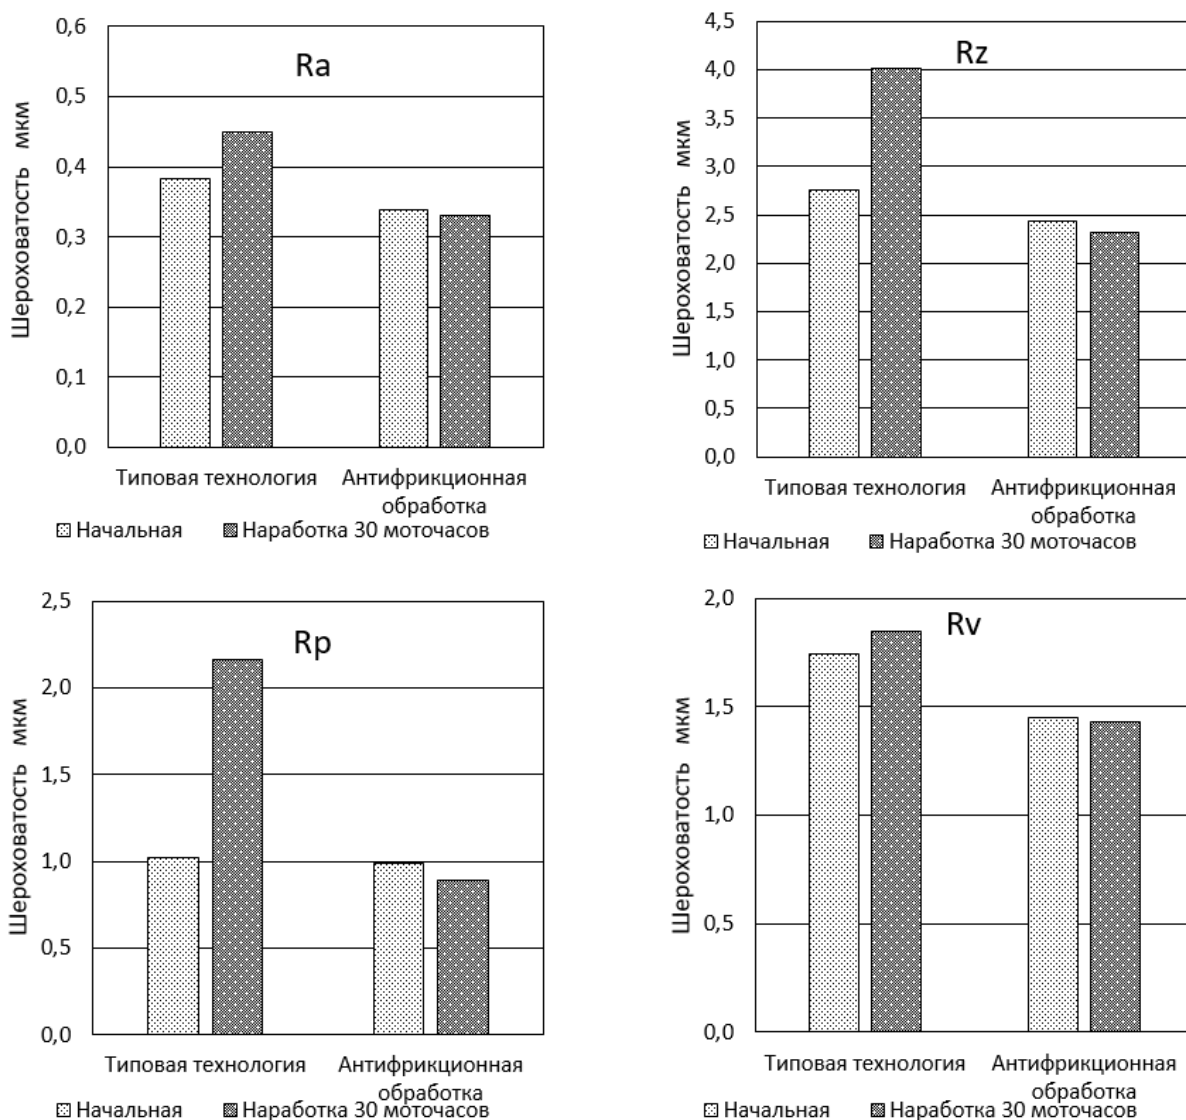 Ra
Шероховатость мкм
0,6
0,5
0,4
0,3
0,2
0,1
0,0
Типовая технология Антифрикционная
обработка
Начальная Наработка 30 моточасов
Rz
Шероховатость мкм
4,5
4,0
3,5
3,0
2,5
2,0
1,5
1,0
0,5
0,0
Типовая технология Антифрикционная
обработка
Начальная Наработка 30 моточасов
Rp
Шероховатость мкм
2,5
2,0
1,5
1,0
0,5
0,0
Типовая технология Антифрикционная
обработка
Начальная Наработка 30 моточасов
Rv
Шероховатость мкм
2,0
1,5
1,0
0,5
0,0
Типовая технология Антифрикционная
обработка
Начальная Наработка 30 моточасов